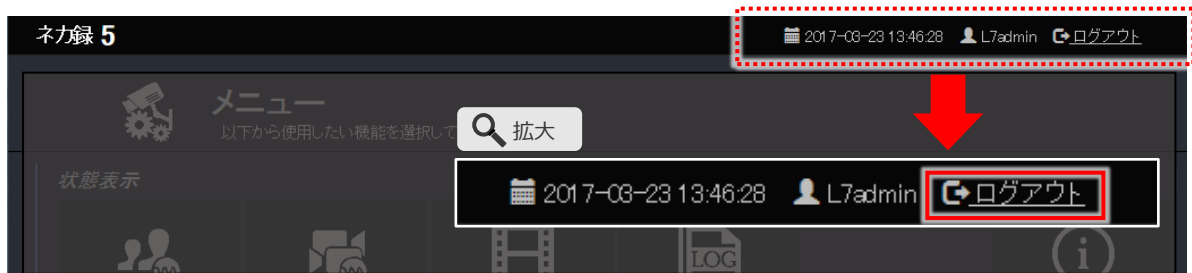 ネカ録 5
2017-03-23 13:46:28 L7admin ログアウト
メニュー
以下から使用したい機能を選択して
拡大
2017-03-23 13:46:28 L7admin ログアウト
状態表示
LOG